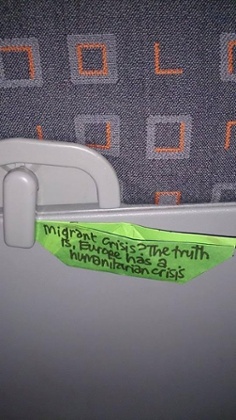 migrant crisis? The truth
is, Europe has a
humanitarian crisis